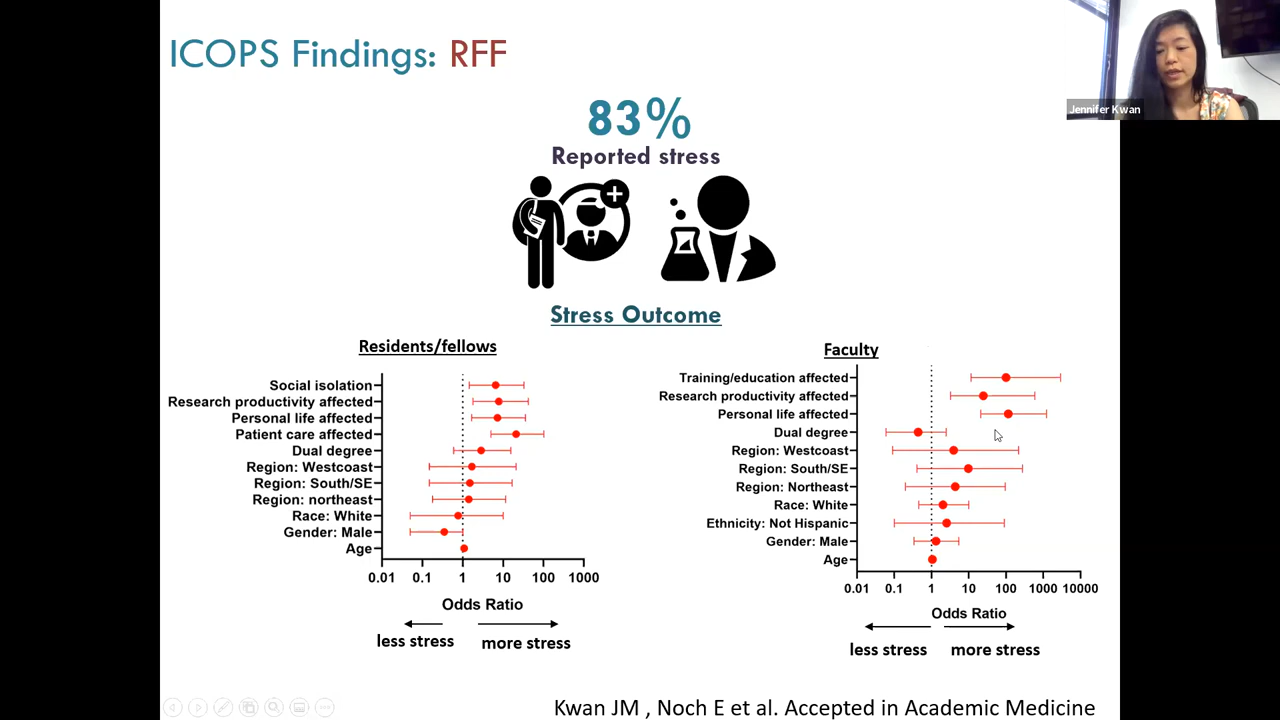 ICOPS Findings: RFF
Jennifer Kwan
83%
Reported stress
Stress Outcome
Residents/fellows
Social isolation
Research productivity affected
Personal life affected
Patient care affected
Dual degree
Region: Westcoast
Region: South/SE
Region: northeast
Race: White
Gender: Male
Age
0.01 0.1 1 10 100 1000
Odds Ratio
less stress more stress
Faculty
Training/education affected
Research productivity affected
Personal life affected
Dual degree
Region: Westcoast
Region: South/SE
Region: Northeast
Race: White
Ethnicity: Not Hispanic
Gender: Male
Age
0.01 0.1 1 10 100 1000 10000
Odds Ratio
less stress more stress
Kwan JM , Noch E et al. Accepted in Academic Medicine